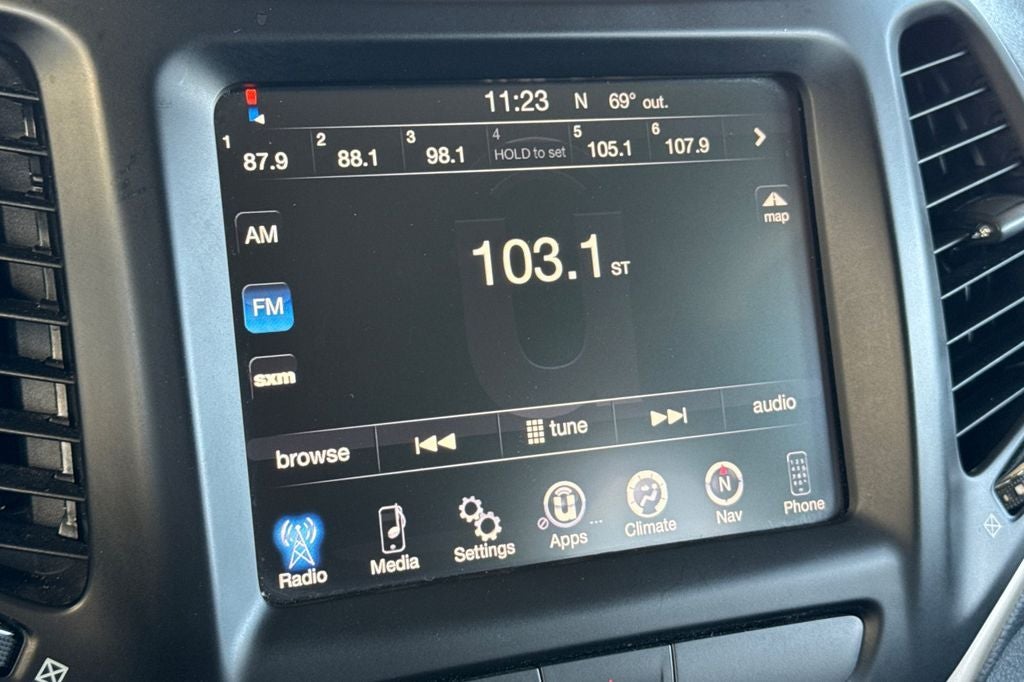 11:23 N 69° out.
1 87.9 2 88.1 3 98.1 4 HOLD to set 5 105.1 6 107.9
map
AM
103.1 ST
FM
sxm
browse tune audio
Radio Media Settings Apps ... Climate N Nav Phone